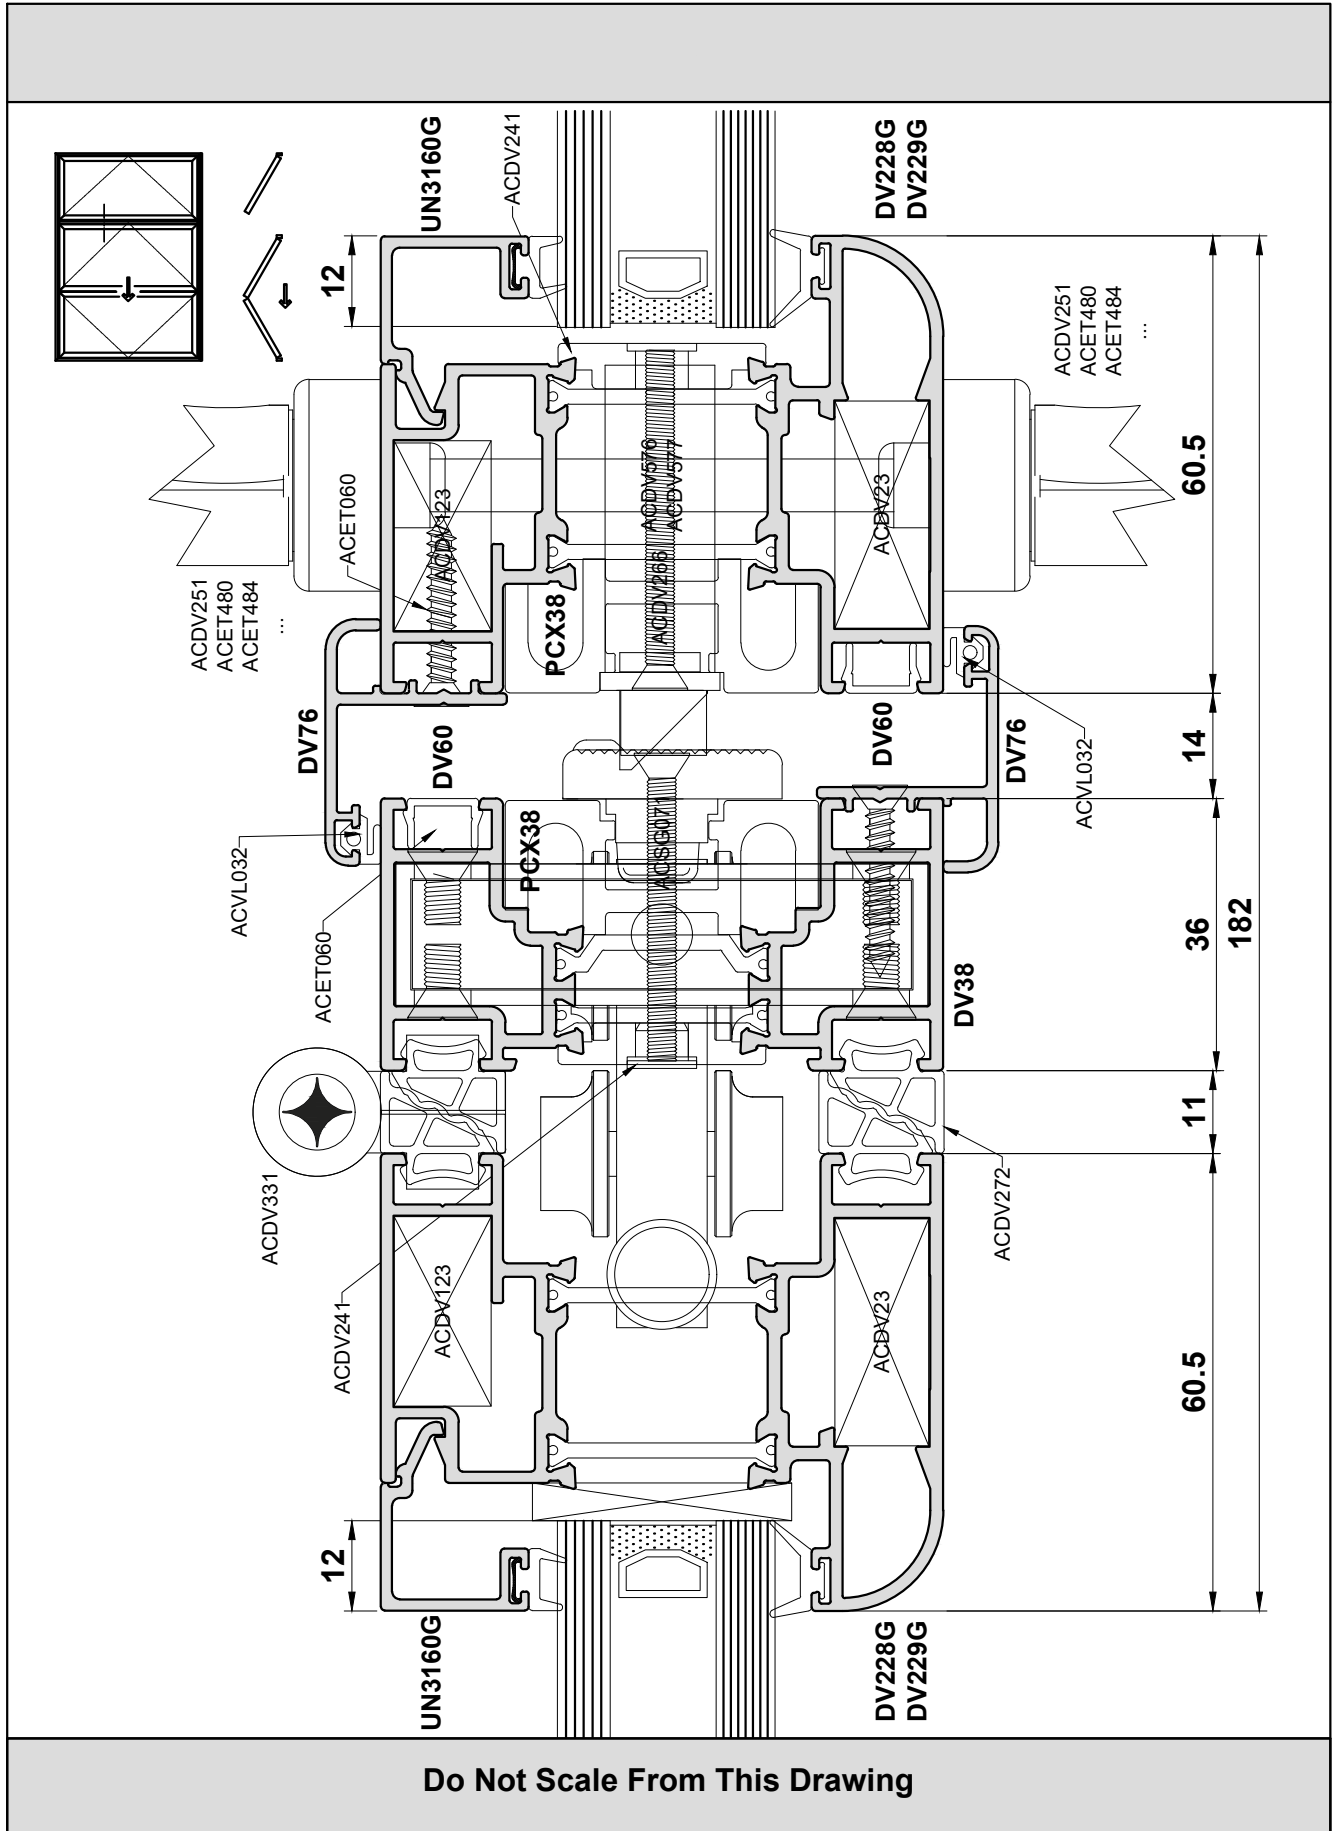 UN3160G
ACDV241
DV228G
DV229G
12
ACDV251
ACET480
ACET484
...
60.5
ACET060
ACDV123
ACDV576
ACDV577
ACDV266
ACDV23
ACDV251
ACET480
ACET484
...
PCX38
DV76
DV60
DV60
DV76
14
ACVL032
ACVL032
PCX38
ACSG071
ACET060
36
182
DV38
11
ACDV331
ACDV272
ACDV241
ACDV123
ACDV23
60.5
12
UN3160G
DV228G
DV229G
Do Not Scale From This Drawing